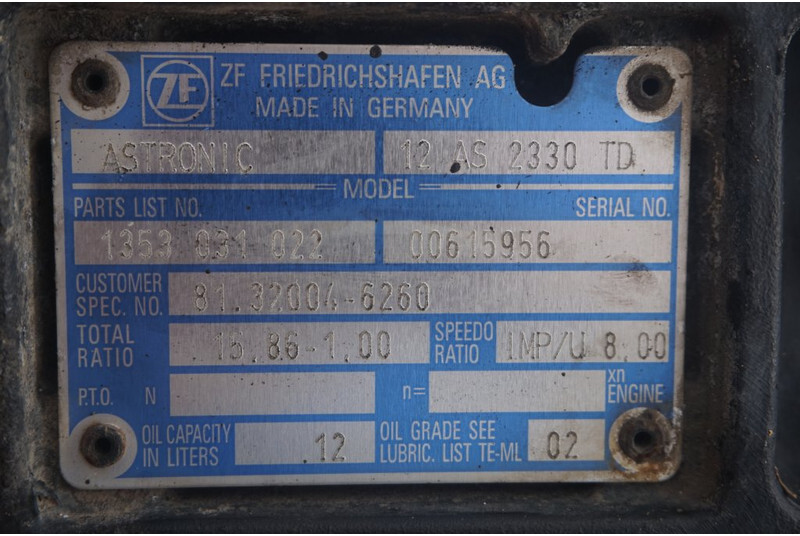 ZF
ZF FRIEDRICHSHAFEN AG
MADE IN GERMANY
ASTRONIC 12 AS 2330 TD
MODEL
PARTS LIST NO. SERIAL NO.
1353 031 022 00615956
CUSTOMER
SPEC. NO. 81.32004-6260
TOTAL
RATIO 15.86-1.00 SPEEDO
RATIO IMP/U 8.00
P.T.O. N n= xn
ENGINE
OIL CAPACITY
IN LITERS 12 OIL GRADE SEE
LUBRIC. LIST TE-ML 02